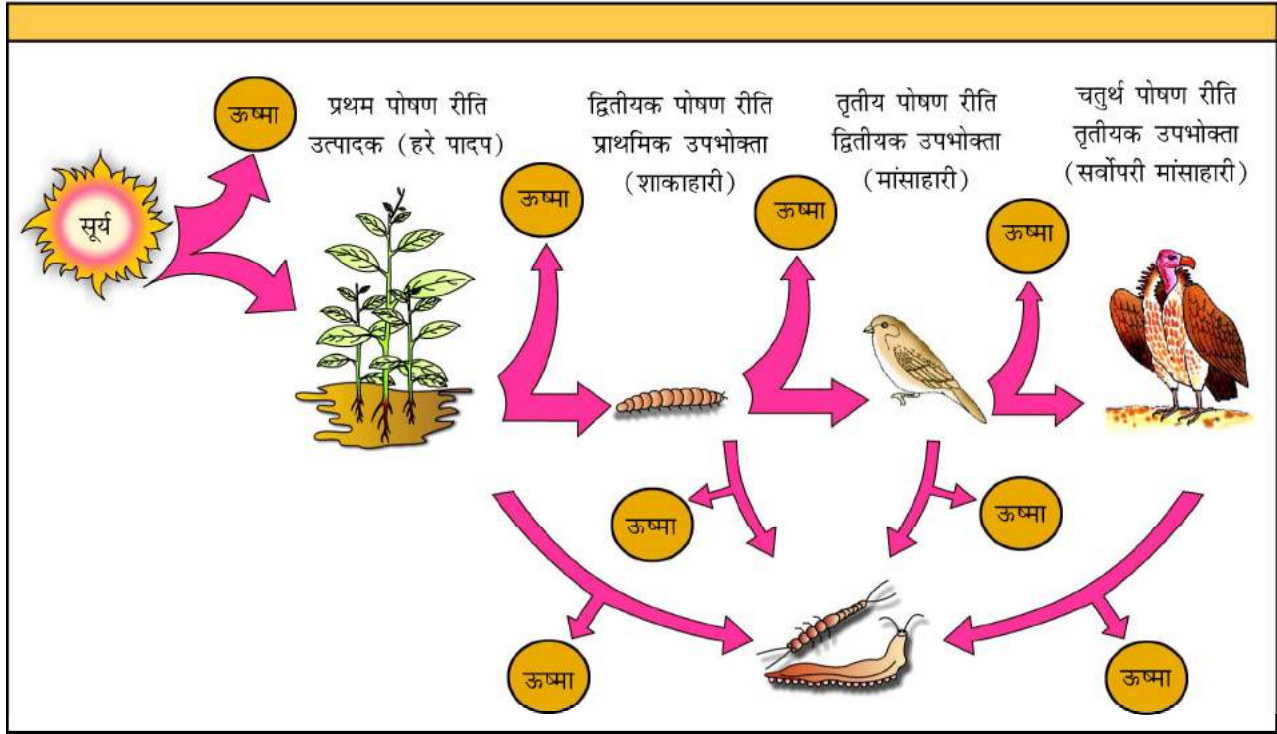 सूर्य
ऊष्मा
प्रथम पोषण रीति
उत्पादक (हरे पादप)
ऊष्मा
द्वितीयक पोषण रीति
प्राथमिक उपभोक्ता
(शाकाहारी)
ऊष्मा
तृतीय पोषण रीति
द्वितीयक उपभोक्ता
(मांसाहारी)
ऊष्मा
चतुर्थ पोषण रीति
तृतीयक उपभोक्ता
(सर्वोपरी मांसाहारी)
ऊष्मा
ऊष्मा
ऊष्मा
ऊष्मा